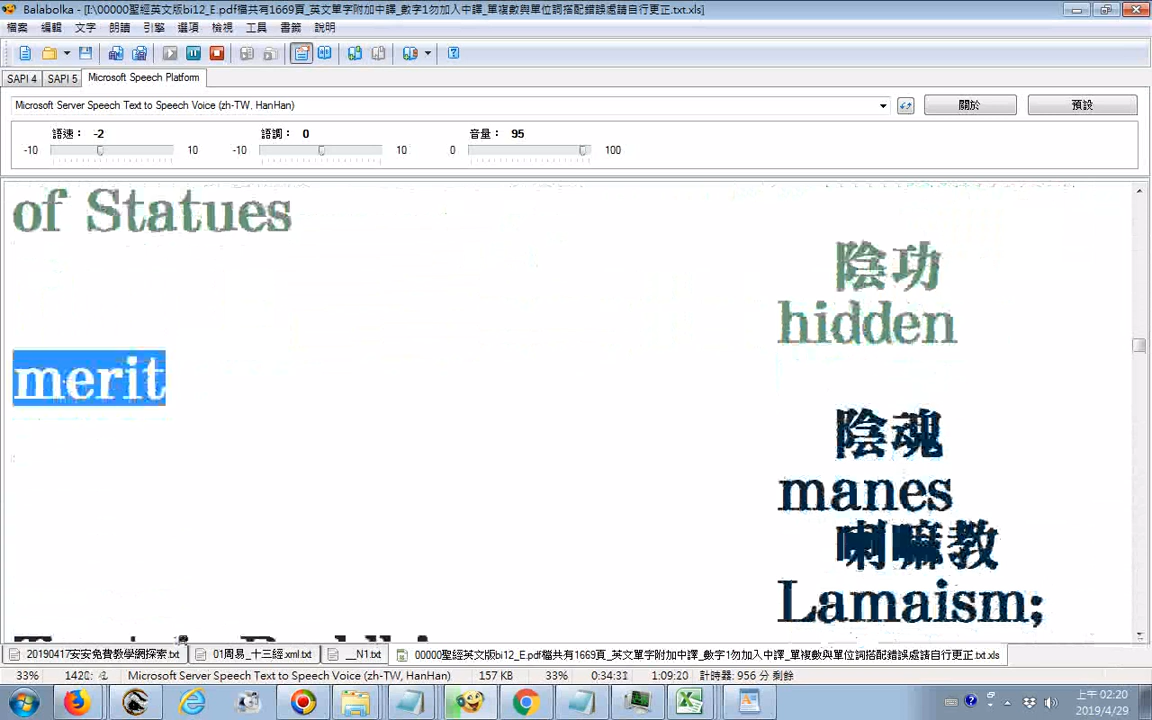 Balabolka - [I:\00000聖經英文版bi12_E.pdf檔共有1669頁_英文單字附加中譯_數字1勿加入中譯_單複數與單位詞搭配錯誤處請自行更正.txt.xls]
檔案 編輯 文字 朗讀 引擎 選項 檢視 工具 書籤 說明
SAPI 4 SAPI 5 Microsoft Speech Platform
Microsoft Server Speech Text to Speech Voice (zh-TW, HanHan) 關於 預設
語速： -2 語調： 0 音量： 95
-10 10 -10 10 0 100
of Statues
陰功
hidden
merit
陰魂
manes
喇嘛教
Lamaism;
20190417安安免費教學網探索.txt 01周易_十三經.xml.txt __N1.txt 00000聖經英文版bi12_E.pdf檔共有1669頁_英文單字附加中譯_數字1勿加入中譯_單複數與單位詞搭配錯誤處請自行更正.txt.xls
33% Microsoft Server Speech Text to Speech Voice (zh-TW, HanHan) 157 KB 33% 0:34:31 1:09:20 計時器: 956 分 剩餘
上午 02:20
2019/4/29